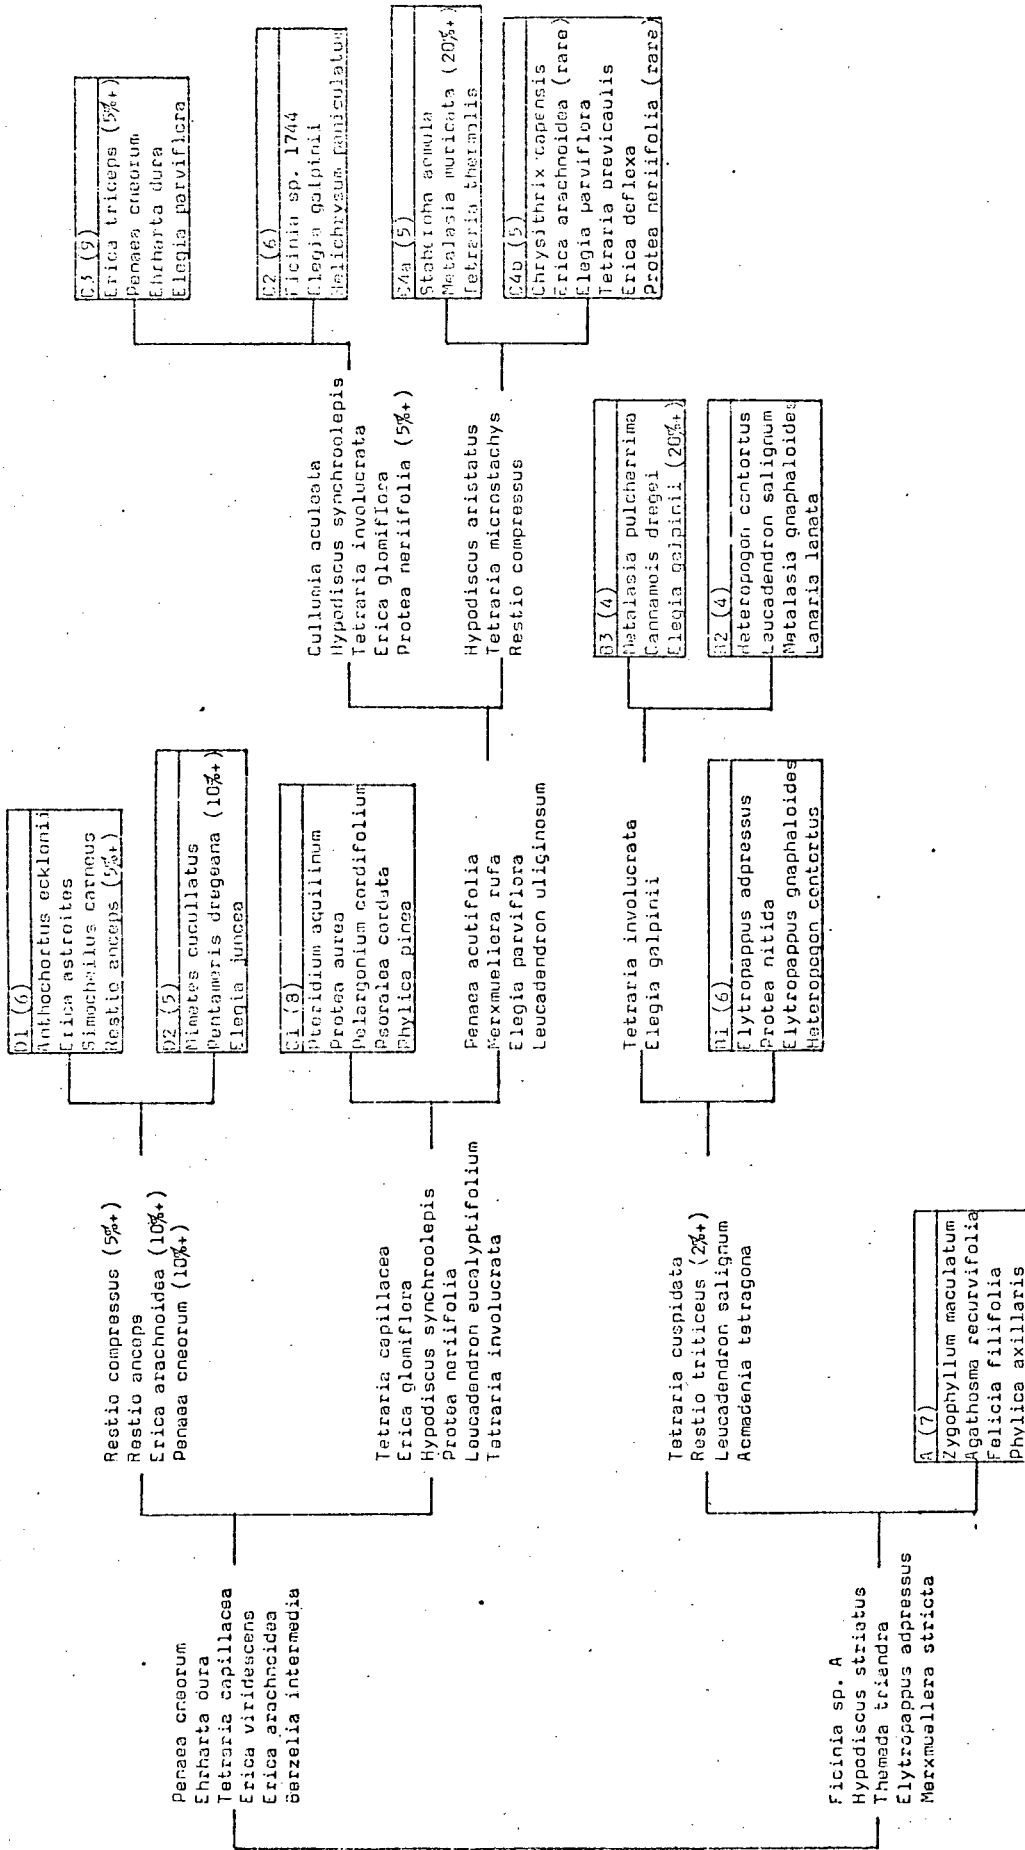 Penaea cneorum
Ehrharta dura
Tetraria capillacea
Erica viridescens
Erica arachnoidea
Berzelia intermedia
Ficinia sp. A
Hypodiscus striatus
Themeda triandra
Elytropappus adpressus
Merxmuellera stricta
Restio compressus (5%+)
Restio anceps
Erica arachnoidea (10%+)
Penaea cneorum (10%+)
Tetraria capillacea
Erica glomiflora
Hypodiscus synchroolepis
Protea neriifolia
Leucadendron eucalyptifolium
Tetraria involucrata
Tetraria cuspidata
Restio triticeus (2%+)
Leucadendron salignum
Acmadenia tetragona
A (7)
Zygophyllum maculatum
Agathosma recurvifolia
Felicia filifolia
Phylica axillaris
D1 (6)
Anthochortus ecklonii
Erica astroites
Simocheilus carneus
Restio anceps (5%+)
D2 (5)
Mimetes cucullatus
Pentameris dregeana (10%+)
Elegia juncea
C1 (8)
Pteridium aquilinum
Protea aurea
Pelargonium cordifolium
Psoralea cordata
Phylica pinea
Penaea acutifolia
Merxmuellera rufa
Elegia parviflora
Leucadendron uliginosum
Tetraria involucrata
Elegia galpinii
B1 (6)
Elytropappus adpressus
Protea nitida
Elytropappus gnaphaloides
Heteropogon contortus
Cullumia aculeata
Hypodiscus synchroolepis
Tetraria involucrata
Erica glomiflora
Protea neriifolia (5%+)
Hypodiscus aristatus
Tetraria microstachys
Restio compressus
B3 (4)
Metalasia pulcherrima
Cannamois dregei
Elegia galpinii (20%+)
B2 (4)
Heteropogon contortus
Leucadendron salignum
Metalasia gnaphaloides
Lanaria lanata
C3 (9)
Erica triceps (5%+)
Penaea cneorum
Ehrharta dura
Elegia parviflora
C2 (6)
Ficinia sp. 1744
Elegia galpinii
Helichrysum paniculatum
C4a (5)
Staberoha aemula
Metalasia muricata (20%+)
Tetraria thermalis
C4b (5)
Chrysithrix capensis
Erica arachnoidea (rare)
Elegia parviflora
Tetraria brevicaulis
Erica deflexa
Protea neriifolia (rare)